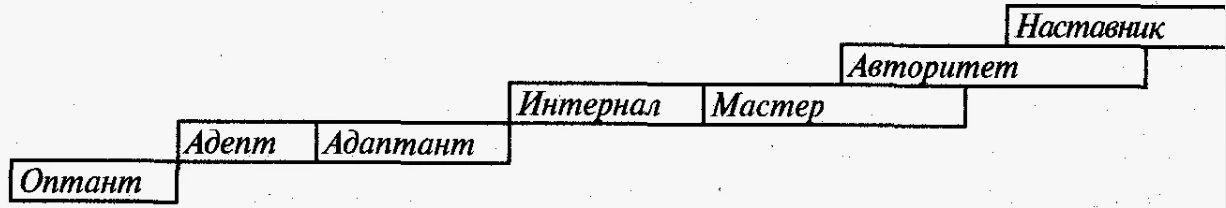 Наставник
Авторитет
Интернал Мастер
Адепт Адаптант
Оптант